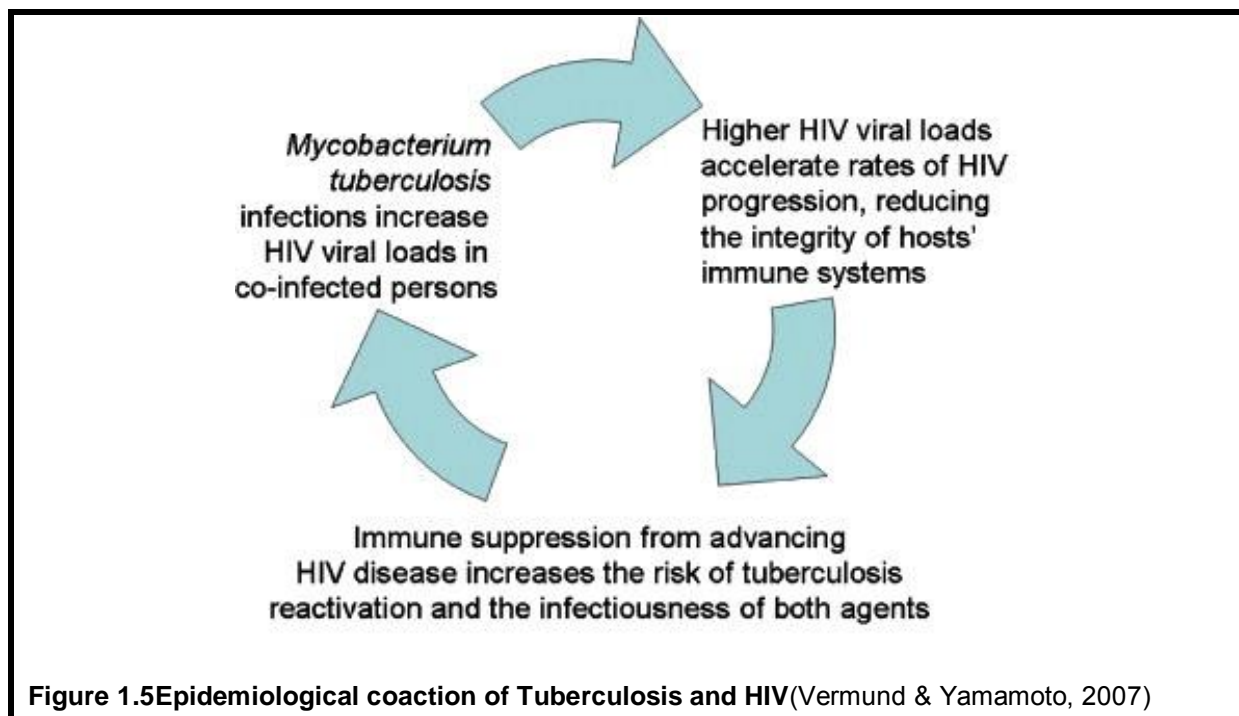 Mycobacterium
tuberculosis
infections increase
HIV viral loads in
co-infected persons
Higher HIV viral loads
accelerate rates of HIV
progression, reducing
the integrity of hosts'
immune systems
Immune suppression from advancing
HIV disease increases the risk of tuberculosis
reactivation and the infectiousness of both agents
Figure 1.5Epidemiological coaction of Tuberculosis and HIV(Vermund & Yamamoto, 2007)